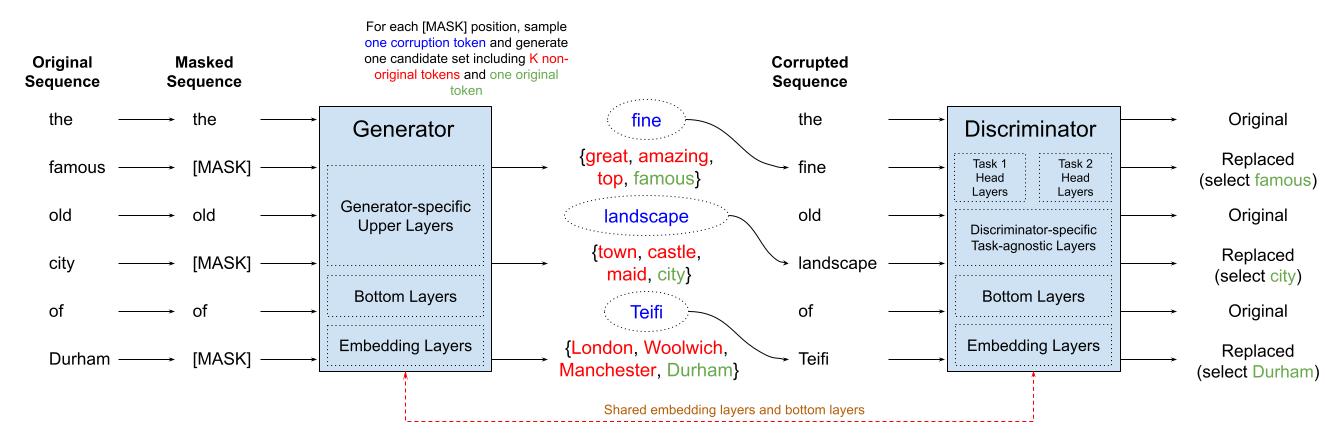 For each [MASK] position, sample
one corruption token and generate
one candidate set including K non-
original tokens and one original
token
Original
Sequence
Masked
Sequence
Corrupted
Sequence
the
famous
old
city
of
Durham
the
[MASK]
old
[MASK]
of
[MASK]
Generator
Generator-specific
Upper Layers
Bottom Layers
Embedding Layers
fine
{great, amazing,
top, famous}
landscape
{town, castle,
maid, city}
Teifi
{London, Woolwich,
Manchester, Durham}
the
fine
old
landscape
of
Teifi
Discriminator
Task 1
Head
Layers
Task 2
Head
Layers
Discriminator-specific
Task-agnostic Layers
Bottom Layers
Embedding Layers
Original
Replaced
(select famous)
Original
Replaced
(select city)
Original
Replaced
(select Durham)
Shared embedding layers and bottom layers